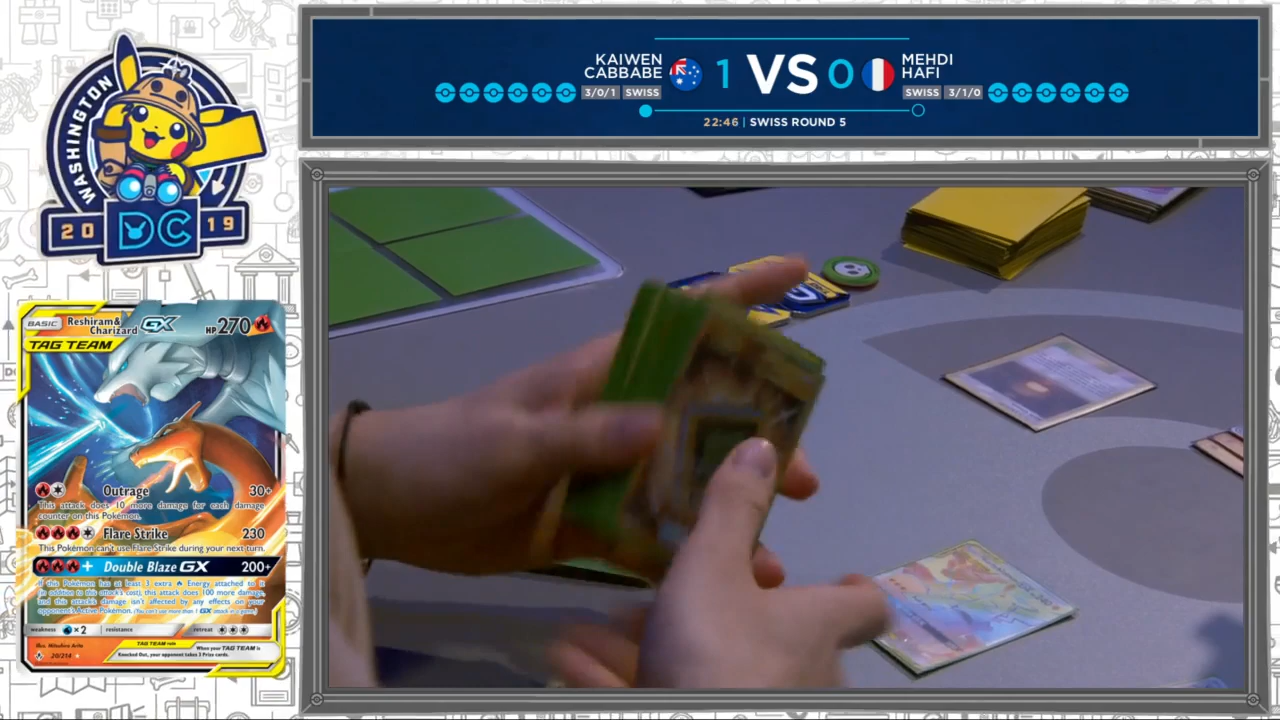 WASHINGTON
20 DC 19
KAIWEN
CABBABE
1 VS 0
MEHDI
HAFI
3/0/1 SWISS
SWISS 3/1/0
22:46 | SWISS ROUND 5
BASIC Reshiram& Charizard GX HP270
TAG TEAM
Outrage 30+
This attack does 10 more damage for each damage
counter on this Pokémon.
Flare Strike 230
This Pokémon can't use Flare Strike during your next turn.
Double Blaze GX 200+
If this Pokémon has at least 3 extra Energy attached to it
(in addition to this attack's cost), this attack does 100 more damage,
and this attack's damage isn't affected by any effects on your
opponent's Active Pokémon. (You can't use more than 1 GX attack in a game.)
weakness ×2 resistance retreat
TAG TEAM rule
When your TAG TEAM is
Knocked Out, your opponent takes 3 Prize cards.
20/214